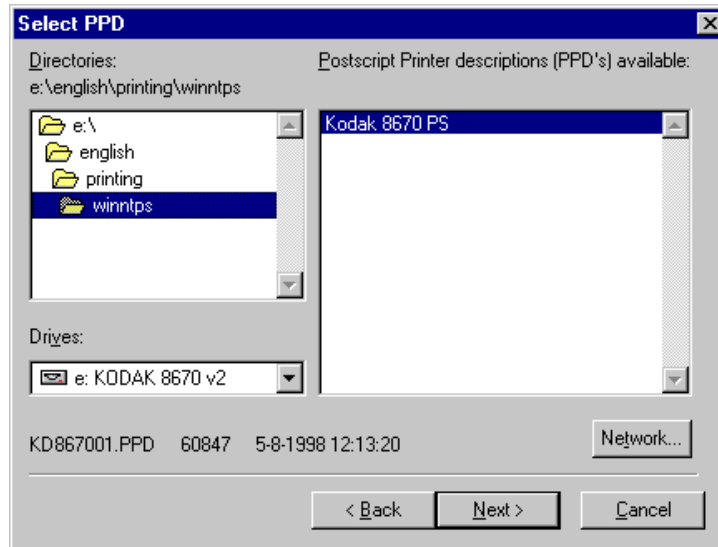 Select PPD
Directories:
e:\english\printing\winntps
e:\
english
printing
winntps
Drives:
e: KODAK 8670 v2
Postscript Printer descriptions (PPD's) available:
Kodak 8670 PS
KD867001.PPD 60847 5-8-1998 12:13:20
Network...
< Back Next > Cancel